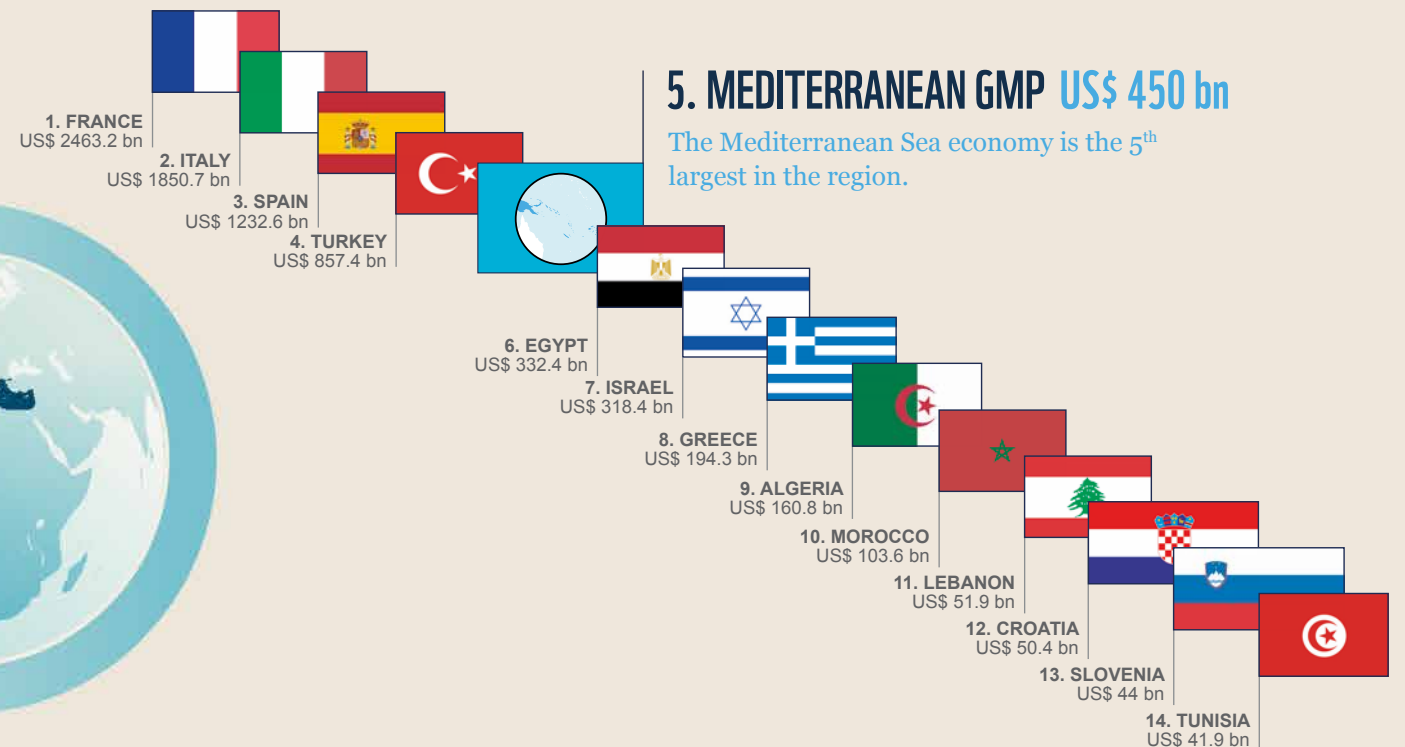 1. FRANCE
US$ 2463.2 bn
2. ITALY
US$ 1850.7 bn
3. SPAIN
US$ 1232.6 bn
4. TURKEY
US$ 857.4 bn
5. MEDITERRANEAN GMP US$ 450 bn
The Mediterranean Sea economy is the 5th
largest in the region.
6. EGYPT
US$ 332.4 bn
7. ISRAEL
US$ 318.4 bn
8. GREECE
US$ 194.3 bn
9. ALGERIA
US$ 160.8 bn
10. MOROCCO
US$ 103.6 bn
11. LEBANON
US$ 51.9 bn
12. CROATIA
US$ 50.4 bn
13. SLOVENIA
US$ 44 bn
14. TUNISIA
US$ 41.9 bn